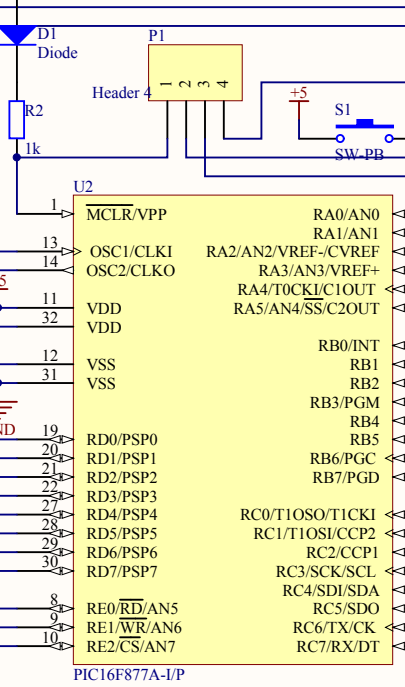 D1
Diode
P1
Header 4
1 2 3 4
+5
S1
SW-PB
R2
1k
U2
1 MCLR/VPP RA0/AN0
RA1/AN1
13 OSC1/CLKI RA2/AN2/VREF-/CVREF
14 OSC2/CLKO RA3/AN3/VREF+
RA4/T0CKI/C1OUT
11 VDD RA5/AN4/SS/C2OUT
32 VDD
RB0/INT
12 VSS RB1
31 VSS RB2
RB3/PGM
RB4
19 RD0/PSP0 RB5
20 RD1/PSP1 RB6/PGC
21 RD2/PSP2 RB7/PGD
22 RD3/PSP3
27 RD4/PSP4 RC0/T1OSO/T1CKI
28 RD5/PSP5 RC1/T1OSI/CCP2
29 RD6/PSP6 RC2/CCP1
30 RD7/PSP7 RC3/SCK/SCL
RC4/SDI/SDA
8 RE0/RD/AN5 RC5/SDO
9 RE1/WR/AN6 RC6/TX/CK
10 RE2/CS/AN7 RC7/RX/DT
PIC16F877A-I/P